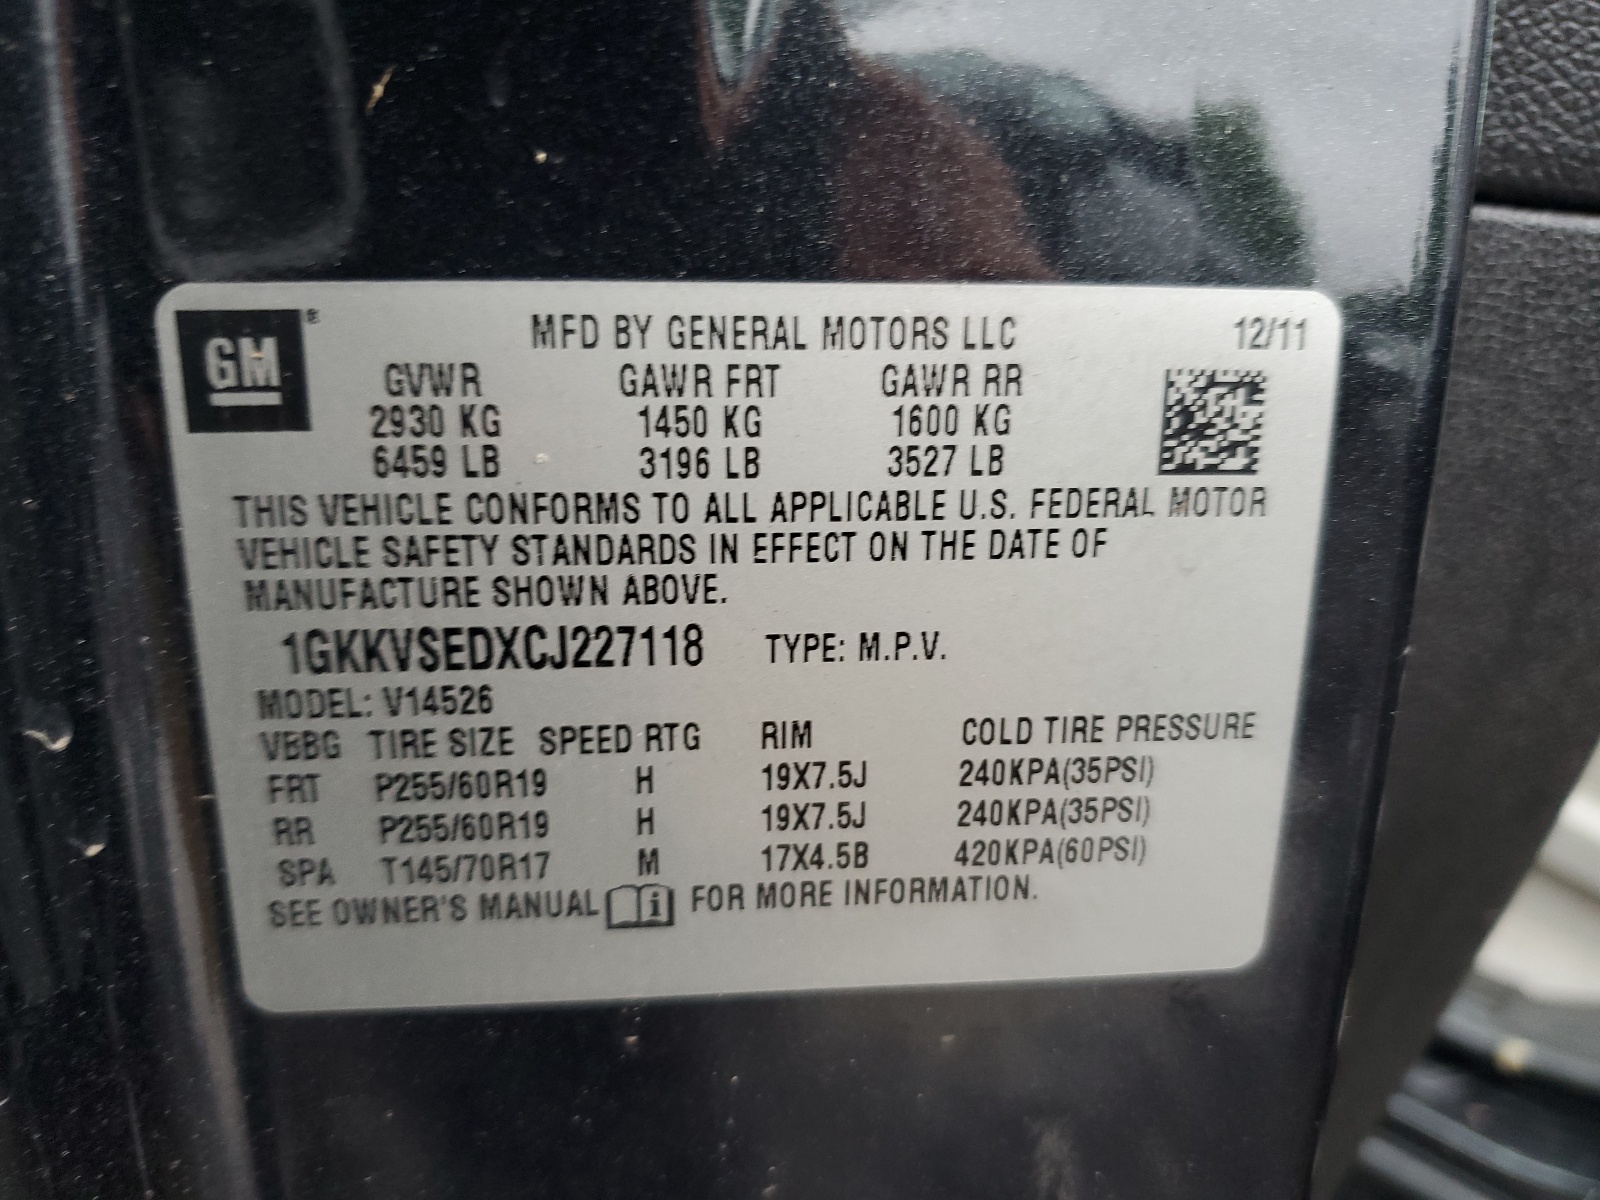 GM ®
MFD BY GENERAL MOTORS LLC 12/11
GVWR GAWR FRT GAWR RR
2930 KG 1450 KG 1600 KG
6459 LB 3196 LB 3527 LB
THIS VEHICLE CONFORMS TO ALL APPLICABLE U.S. FEDERAL MOTOR
VEHICLE SAFETY STANDARDS IN EFFECT ON THE DATE OF
MANUFACTURE SHOWN ABOVE.
1GKKVSEDXCJ227118 TYPE: M.P.V.
MODEL: V14526
VBBG TIRE SIZE SPEED RTG RIM COLD TIRE PRESSURE
FRT P255/60R19 H 19X7.5J 240KPA(35PSI)
RR P255/60R19 H 19X7.5J 240KPA(35PSI)
SPA T145/70R17 M 17X4.5B 420KPA(60PSI)
SEE OWNER'S MANUAL i FOR MORE INFORMATION.